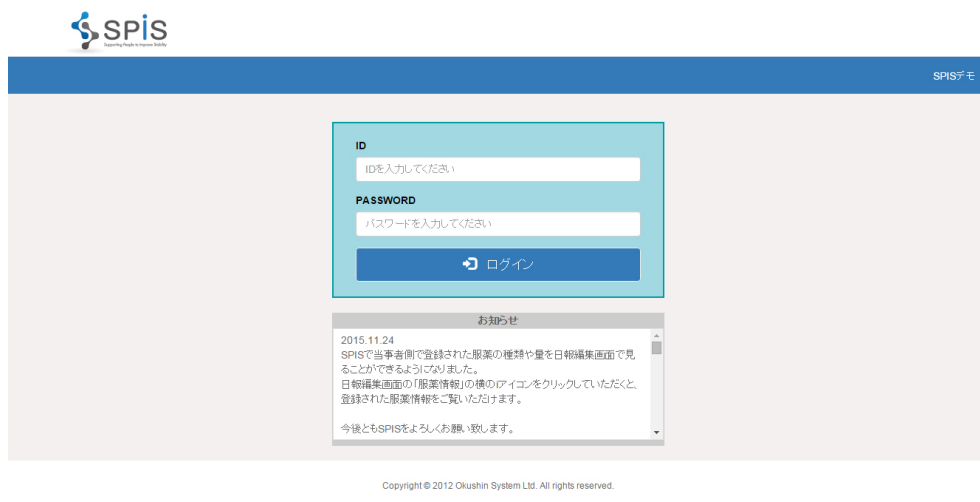 SPiS
Supporting People to Improve Stability
SPISデモ
ID
IDを入力してください
PASSWORD
パスワードを入力してください
ログイン
お知らせ
2015.11.24
SPISで当事者側で登録された服薬の種類や量を日報編集画面で見
ることができるようになりました。
日報編集画面の「服薬情報」の横のiアイコンをクリックしていただくと、
登録された服薬情報をご覧いただけます。
今後ともSPISをよろしくお願い致します。
Copyright © 2012 Okushin System Ltd. All rights reserved.